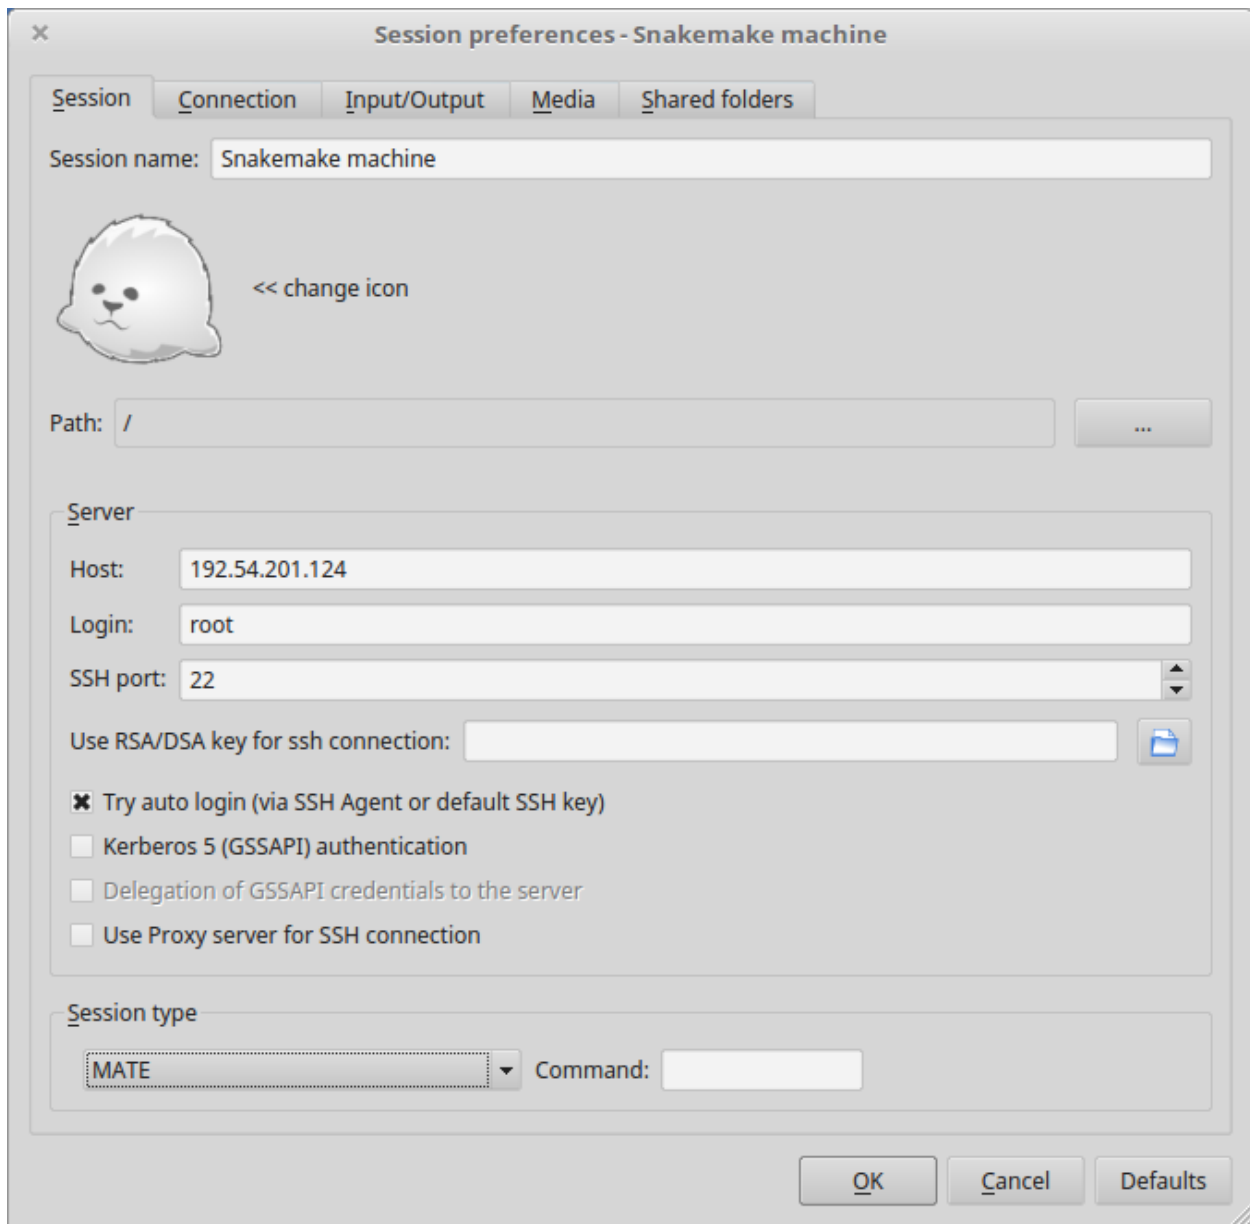 Session preferences - Snakemake machine
Session Connection Input/Output Media Shared folders
Session name: Snakemake machine
<< change icon
Path: / ...
Server
Host: 192.54.201.124
Login: root
SSH port: 22
Use RSA/DSA key for ssh connection:
Try auto login (via SSH Agent or default SSH key)
Kerberos 5 (GSSAPI) authentication
Delegation of GSSAPI credentials to the server
Use Proxy server for SSH connection
Session type
MATE Command:
OK Cancel Defaults